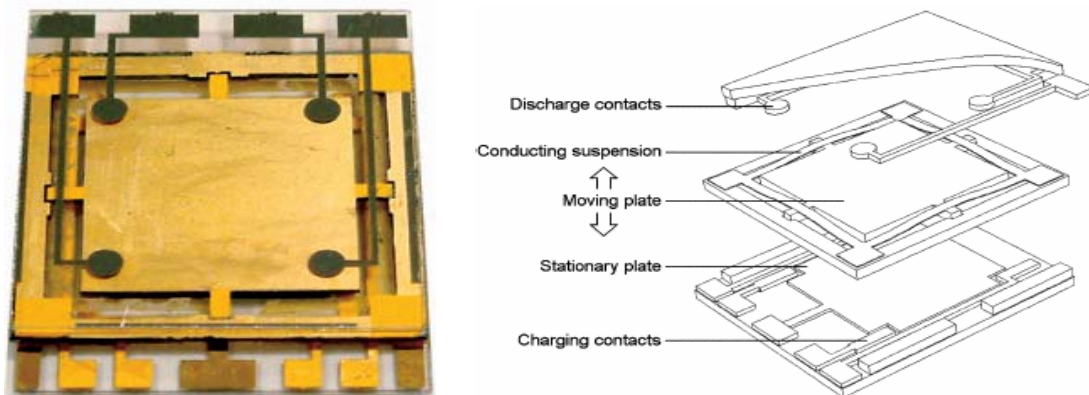 Discharge contacts
Conducting suspension
Moving plate
Stationary plate
Charging contacts